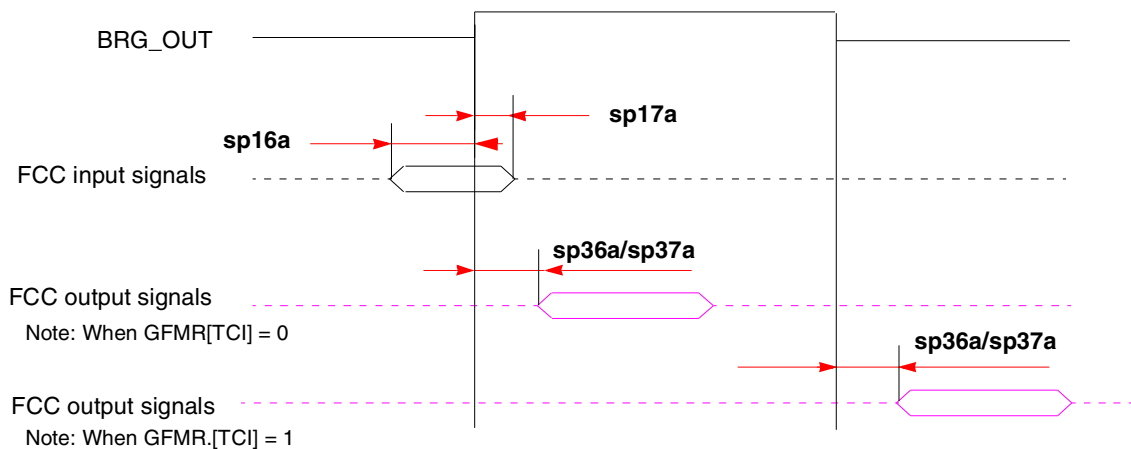 BRG_OUT
sp17a
sp16a
FCC input signals
sp36a/sp37a
FCC output signals
Note: When GFMR[TCI] = 0
sp36a/sp37a
FCC output signals
Note: When GFMR.[TCI] = 1